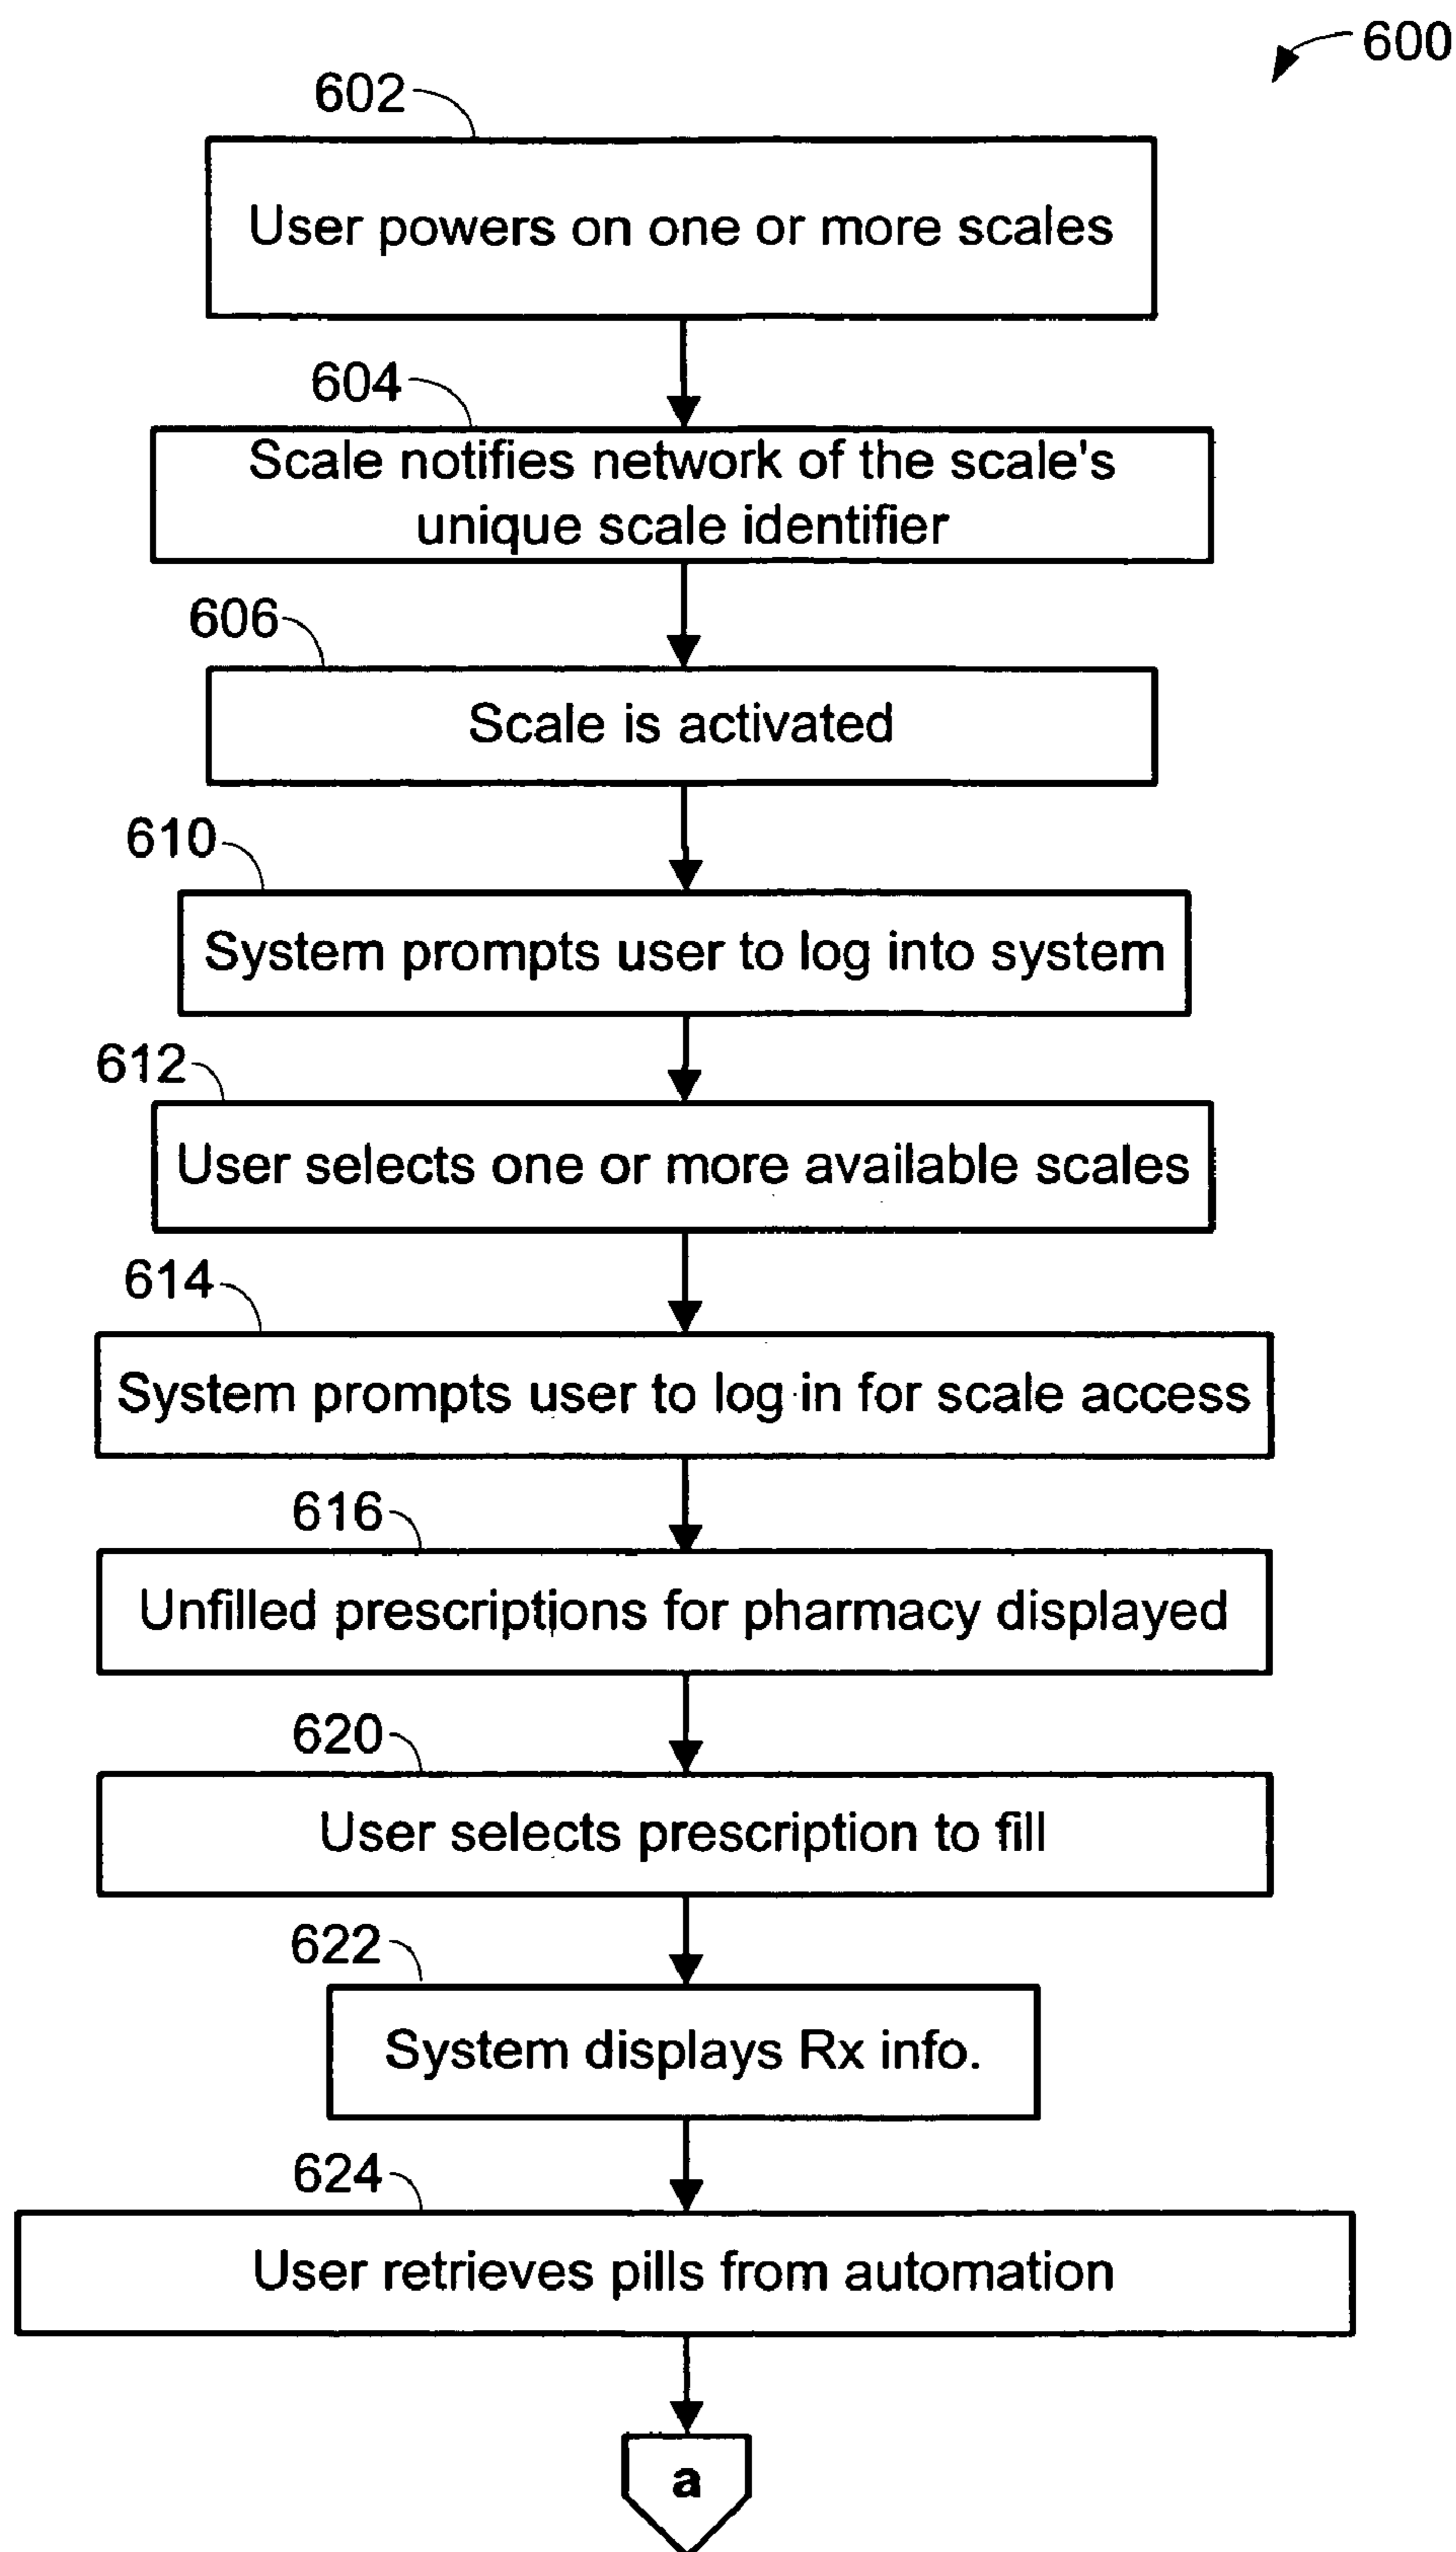 600
602
User powers on one or more scales
604
Scale notifies network of the scale's
unique scale identifier
606
Scale is activated
610
System prompts user to log into system
612
User selects one or more available scales
614
System prompts user to log in for scale access
616
Unfilled prescriptions for pharmacy displayed
620
User selects prescription to fill
622
System displays Rx info.
624
User retrieves pills from automation
a